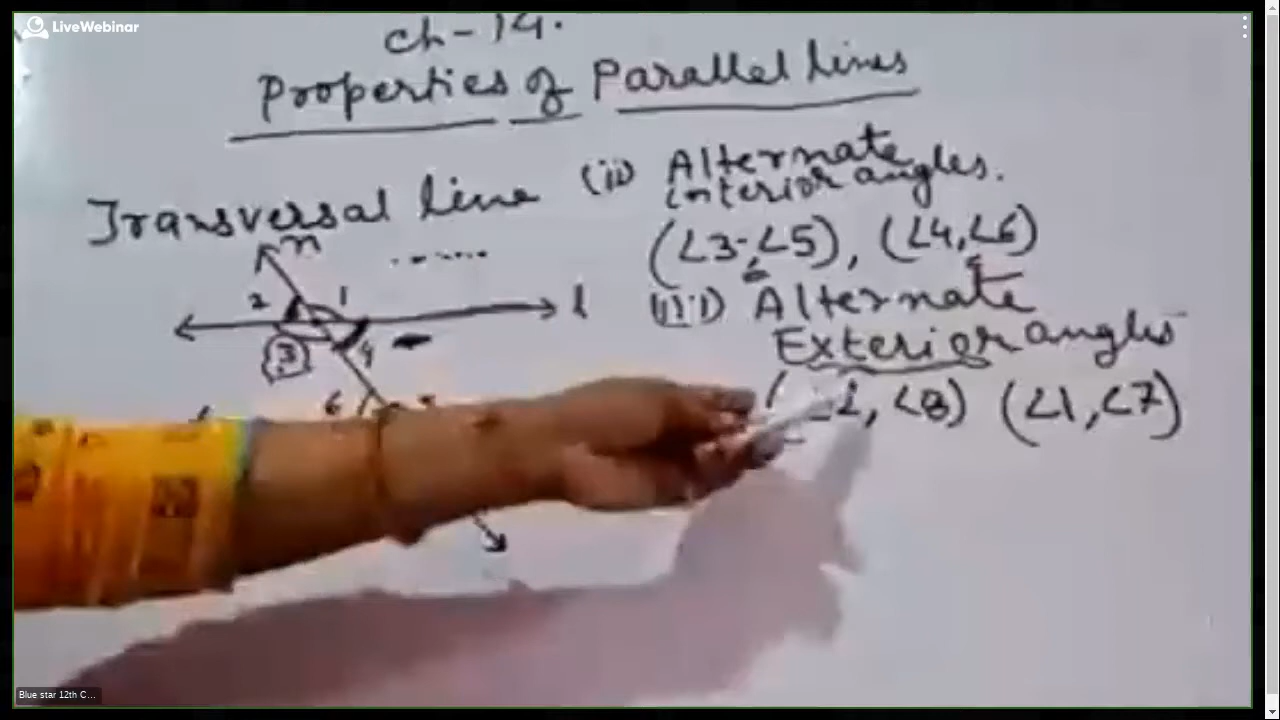 LiveWebinar
Ch-14.
Properties of Parallel lines
Transversal line
(ii) Alternate
interior angles.
(∠3-∠5), (∠4,∠6)
(iii) Alternate
Exterior angles
∠8) (∠1,∠7)
n
2
1
l
3
4
6
Blue star 12th C...